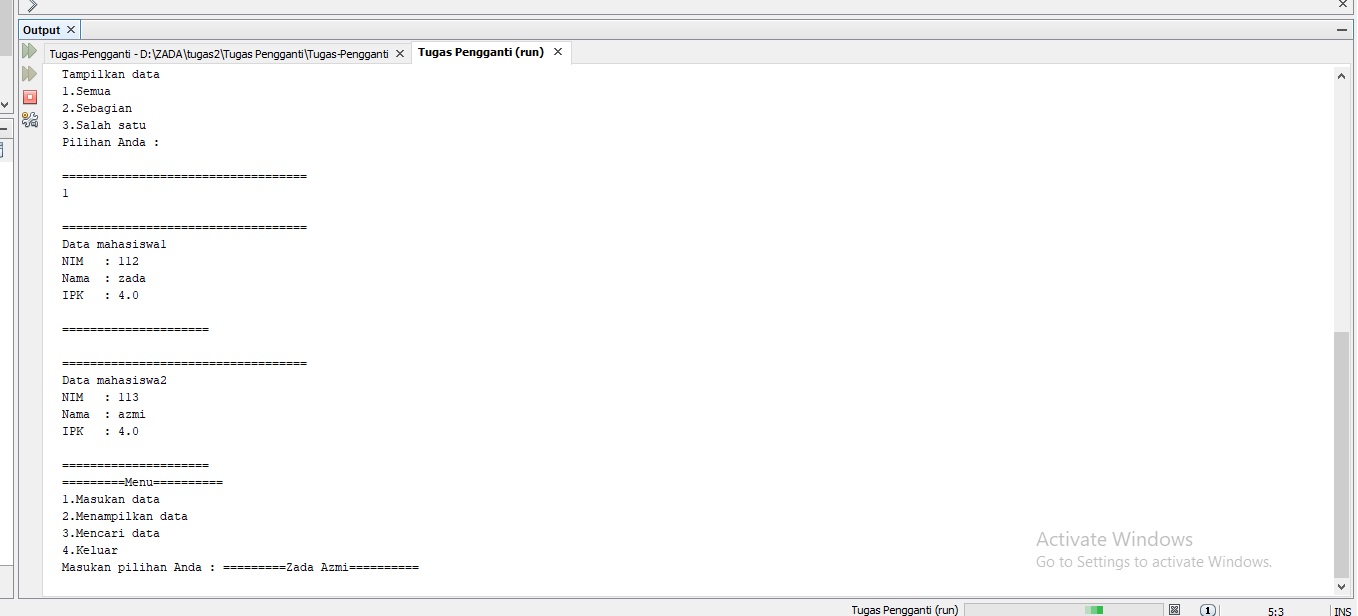 Output
Tugas-Pengganti - D:\ZADA\tugas2\Tugas Pengganti\Tugas-Pengganti
Tugas Pengganti (run)
Tampilkan data
1.Semua
2.Sebagian
3.Salah satu
Pilihan Anda :
===================================
1
===================================
Data mahasiswa1
NIM   : 112
Nama  : zada
IPK   : 4.0
=====================
===================================
Data mahasiswa2
NIM   : 113
Nama  : azmi
IPK   : 4.0
=====================
=========Menu==========
1.Masukan data
2.Menampilkan data
3.Mencari data
4.Keluar
Masukan pilihan Anda : =========Zada Azmi==========
Activate Windows
Go to Settings to activate Windows.
Tugas Pengganti (run)
1
5:3
INS